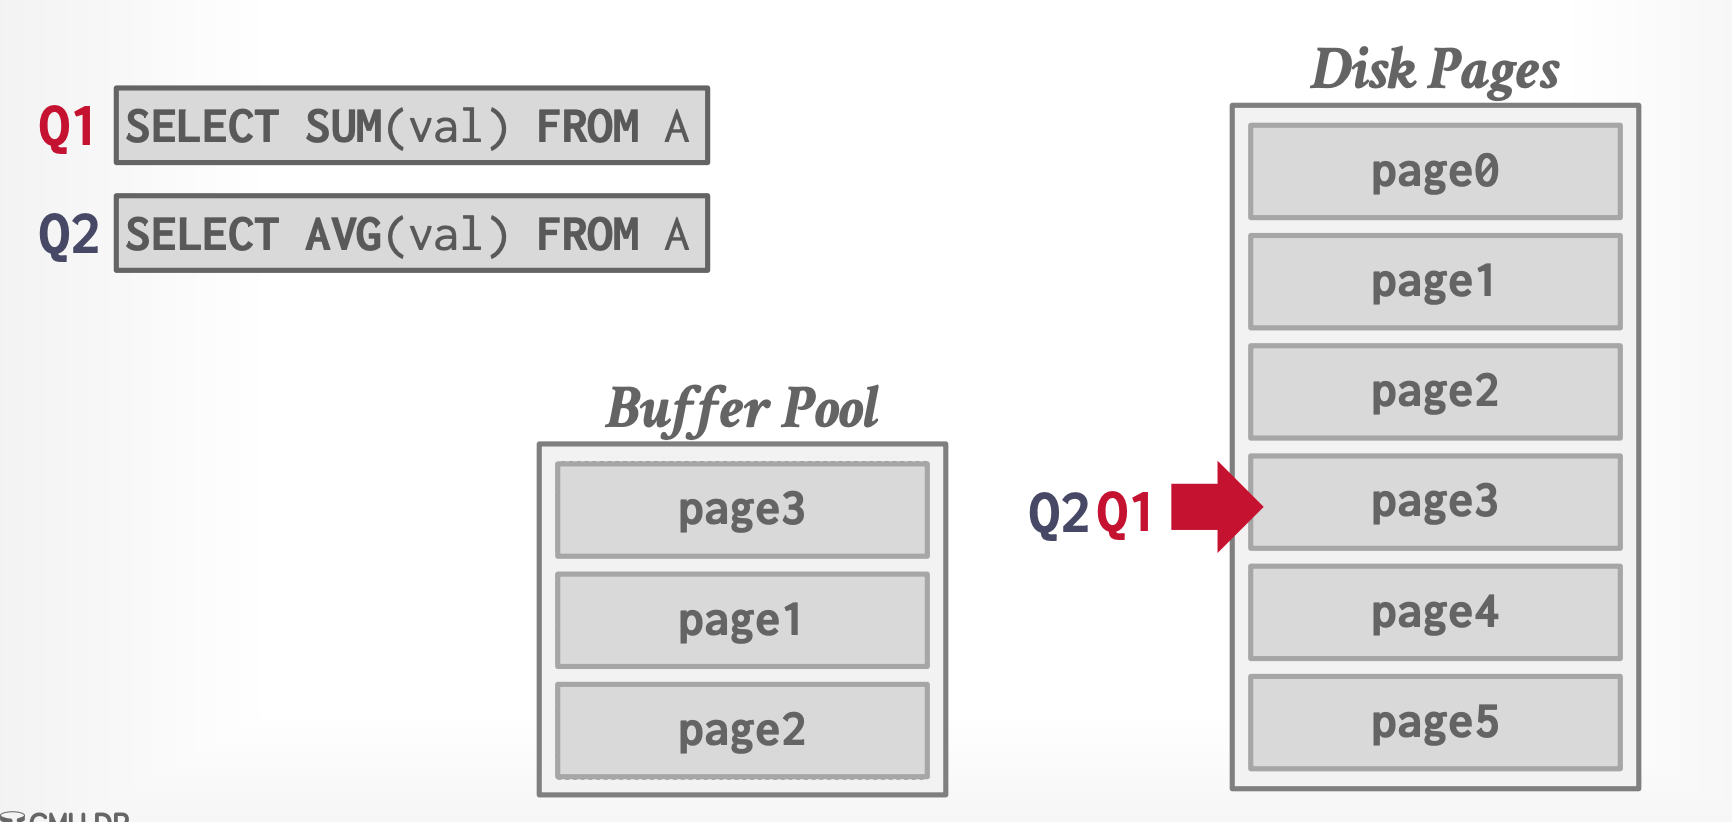 Disk Pages
Q1 SELECT SUM(val) FROM A
Q2 SELECT AVG(val) FROM A
page0
page1
page2
page3
page4
page5
Buffer Pool
page3
page1
page2
Q2 Q1